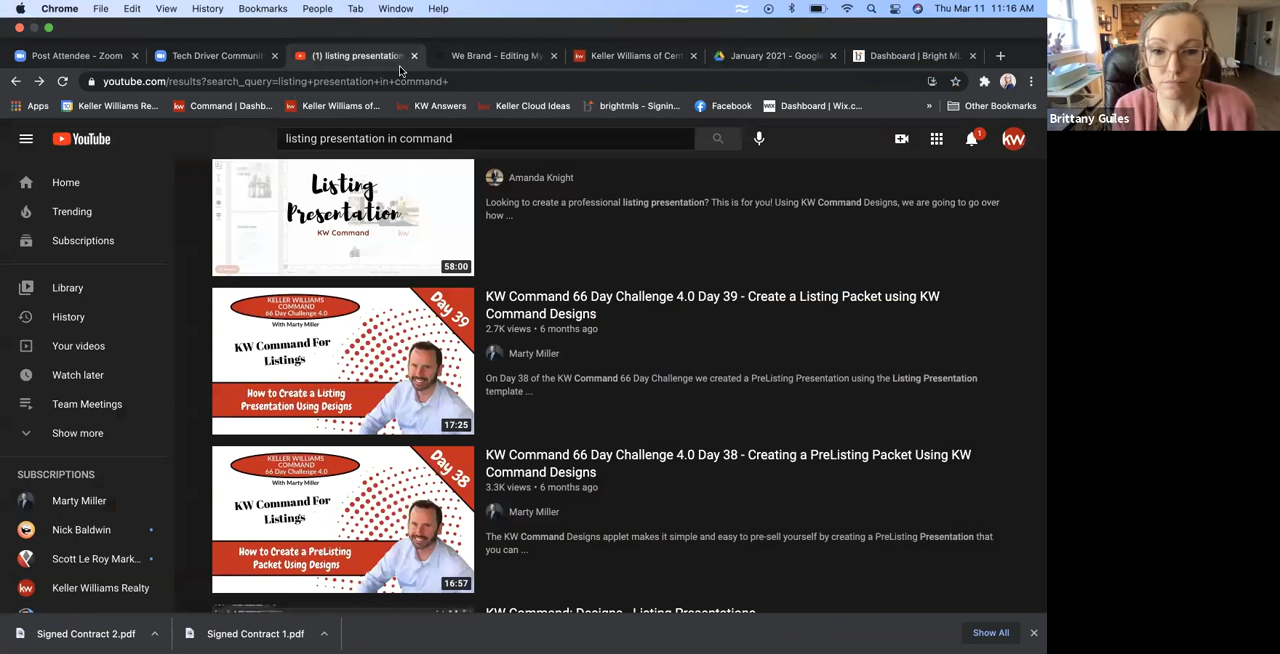 Chrome File Edit View History Bookmarks People Tab Window Help Thu Mar 11 11:16 AM
Post Attendee - Zoom
Tech Driver Communit
(1) listing presentation
We Brand - Editing My
Keller Williams of Cent
January 2021 - Google
Dashboard | Bright ML
youtube.com/results?search_query=listing+presentation+in+command+
Apps Keller Williams Re... Command | Dashb... Keller Williams of... KW Answers Keller Cloud Ideas brightmls - Signin... Facebook WIX Dashboard | Wix.c... » Other Bookmarks
YouTube
listing presentation in command
1
kw
Home
Trending
Subscriptions
Library
History
Your videos
Watch later
Team Meetings
Show more
SUBSCRIPTIONS
Marty Miller
Nick Baldwin
Scott Le Roy Mark...
kw Keller Williams Realty
Listing
Presentation
KW Command
kw
58:00
Amanda Knight
Looking to create a professional listing presentation? This is for you! Using KW Command Designs, we are going to go over
how ...
KELLER WILLIAMS
COMMAND
66 Day Challenge 4.0
With Marty Miller
Day 39
KW Command For
Listings
How to Create a Listing
Presentation Using Designs
17:25
KW Command 66 Day Challenge 4.0 Day 39 - Create a Listing Packet using KW
Command Designs
2.7K views • 6 months ago
Marty Miller
On Day 38 of the KW Command 66 Day Challenge we created a PreListing Presentation using the Listing Presentation
template ...
KELLER WILLIAMS
COMMAND
66 Day Challenge 4.0
With Marty Miller
Day 38
KW Command For
Listings
How to Create a PreListing
Packet Using Designs
16:57
KW Command 66 Day Challenge 4.0 Day 38 - Creating a PreListing Packet Using KW
Command Designs
3.3K views • 6 months ago
Marty Miller
The KW Command Designs applet makes it simple and easy to pre-sell yourself by creating a PreListing Presentation that
you can ...
KW Command: Designs - Listing Presentations
Signed Contract 2.pdf
Signed Contract 1.pdf
Show All
Brittany Guiles